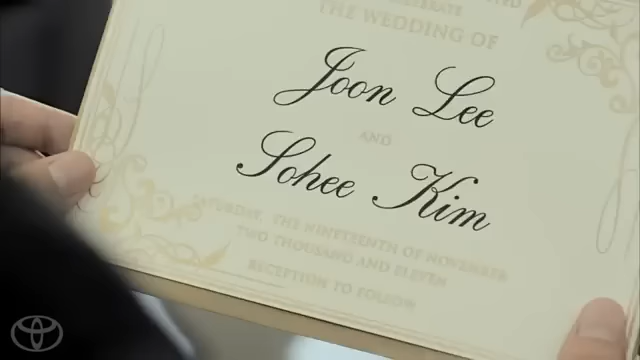 THE WEDDING OF
Joon Lee
AND
Sohee Kim
SATURDAY, THE NINETEENTH OF NOVEMBER
TWO THOUSAND AND ELEVEN
RECEPTION TO FOLLOW